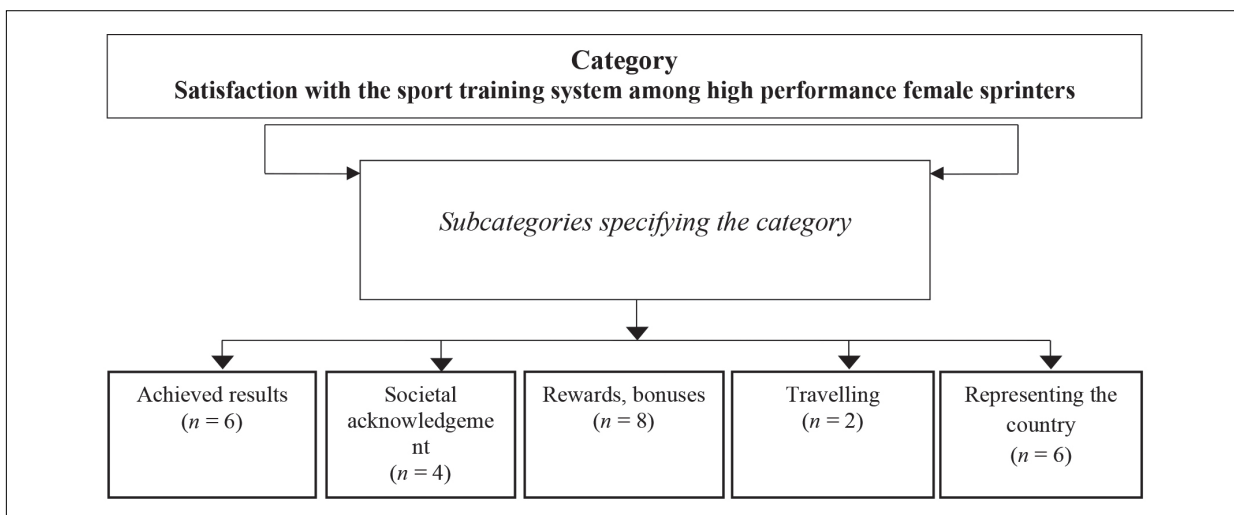 Category
Satisfaction with the sport training system among high performance female sprinters
Subcategories specifying the category
Achieved results
(n = 6)
Societal
acknowledgeme
nt
(n = 4)
Rewards, bonuses
(n = 8)
Travelling
(n = 2)
Representing the
country
(n = 6)